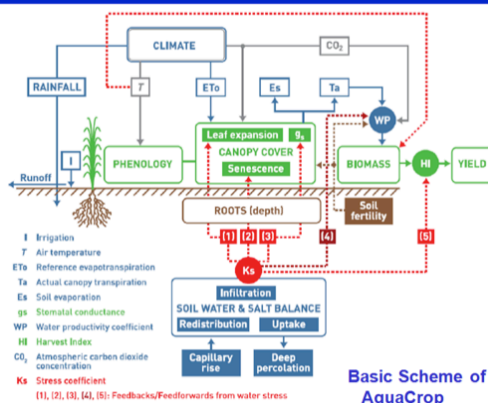 CLIMATE
CO₂
RAINFALL
T
ETo
Es
Ta
WP
Leaf expansion
gs
I
PHENOLOGY
CANOPY COVER
Senescence
BIOMASS
HI
YIELD
Runoff
ROOTS (depth)
Soil
fertility
(1) (2) (3) (4) (5)
Ks
Infiltration
SOIL WATER & SALT BALANCE
Redistribution Uptake
Capillary
rise
Deep
percolation
I Irrigation
T Air temperature
ETo Reference evapotranspiration
Ta Actual canopy transpiration
Es Soil evaporation
gs Stomatal conductance
WP Water productivity coefficient
HI Harvest Index
CO₂ Atmospheric carbon dioxide
concentration
Ks Stress coefficient
(1), (2), (3), (4), (5): Feedbacks/Feedforwards from water stress
Basic Scheme of
AquaCrop